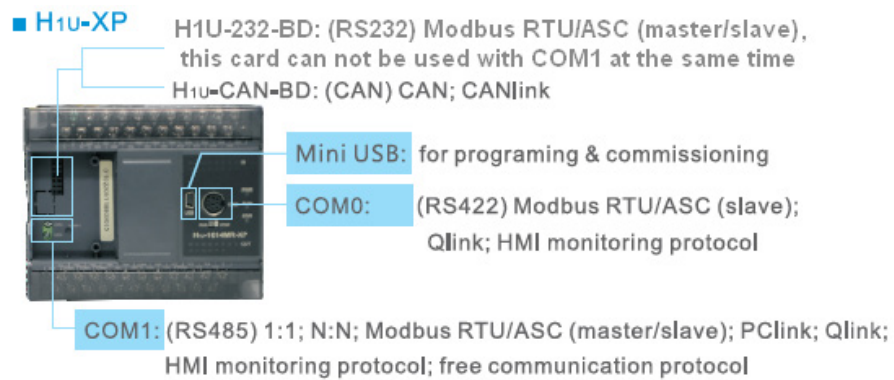 ■ H1U-XP
H1U-232-BD: (RS232) Modbus RTU/ASC (master/slave),
this card can not be used with COM1 at the same time
H1U-CAN-BD: (CAN) CAN; CANlink
Mini USB: for programing & commissioning
COM0: (RS422) Modbus RTU/ASC (slave);
Qlink; HMI monitoring protocol
COM1: (RS485) 1:1; N:N; Modbus RTU/ASC (master/slave); PClink; Qlink;
HMI monitoring protocol; free communication protocol